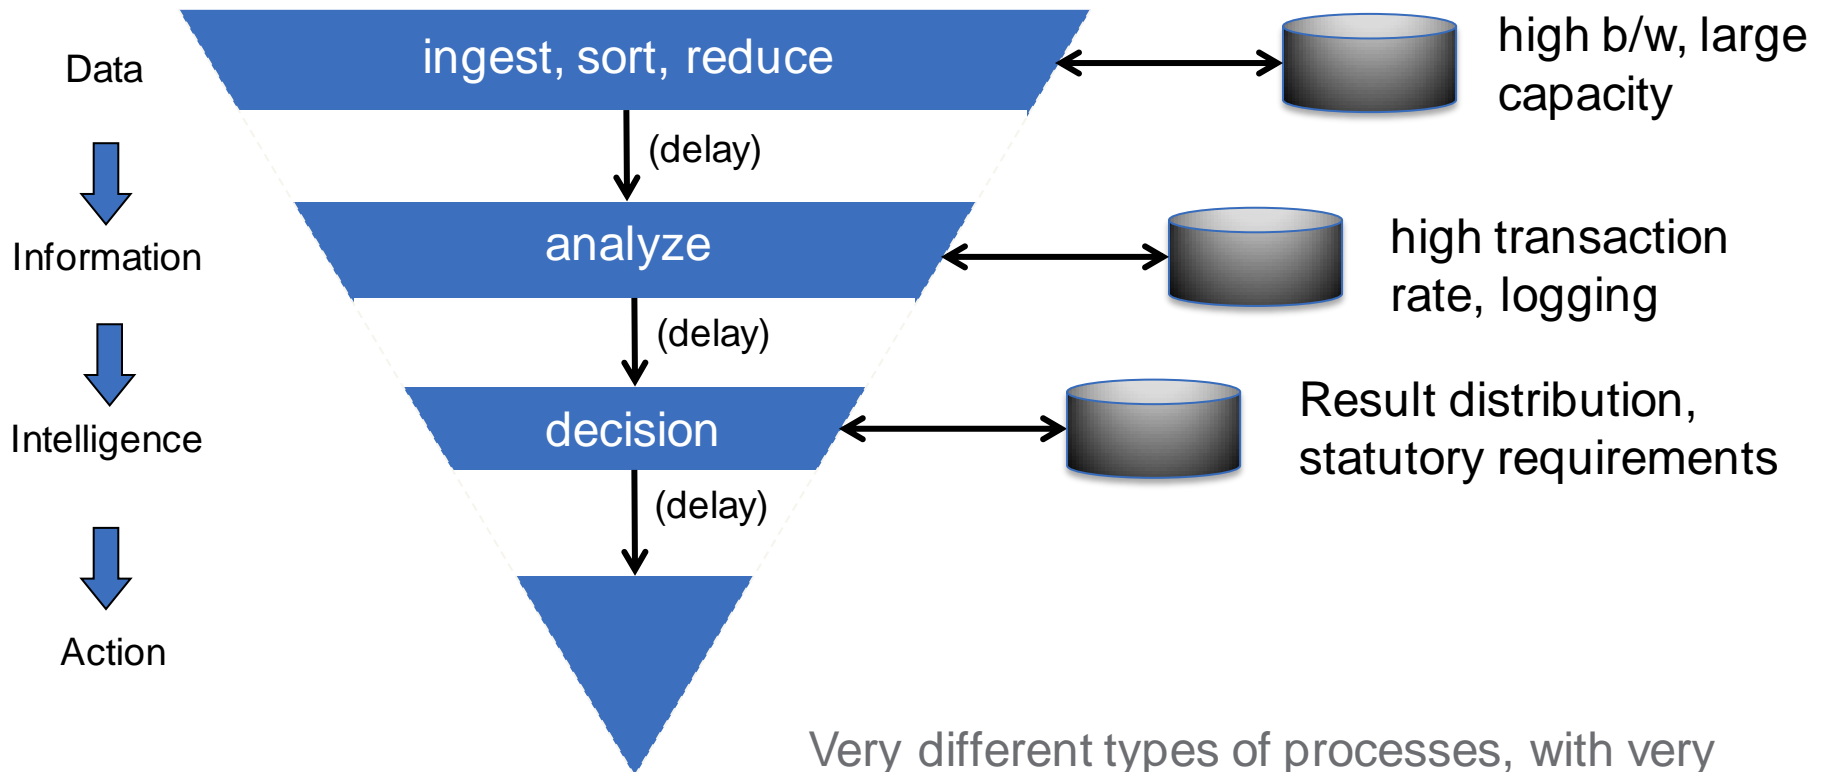 Data
ingest, sort, reduce
high b/w, large
capacity
(delay)
Information
analyze
high transaction
rate, logging
(delay)
Intelligence
decision
Result distribution,
statutory requirements
(delay)
Action
Very different types of processes, with very